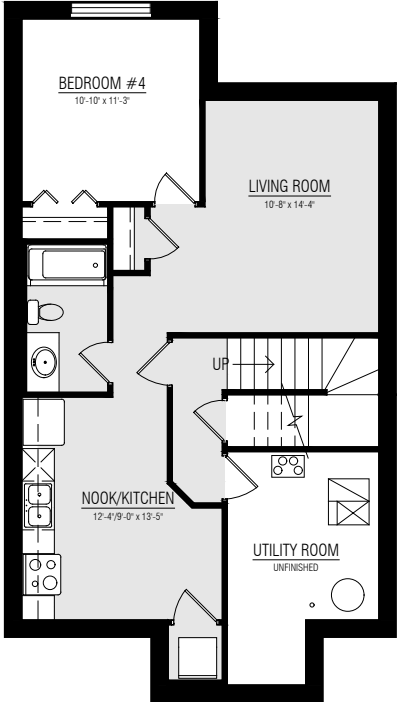 BEDROOM #4
10'-10" x 11'-3"
LIVING ROOM
10'-8" x 14'-4"
UP
NOOK/KITCHEN
12'-4"/9'-0" x 13'-5"
UTILITY ROOM
UNFINISHED